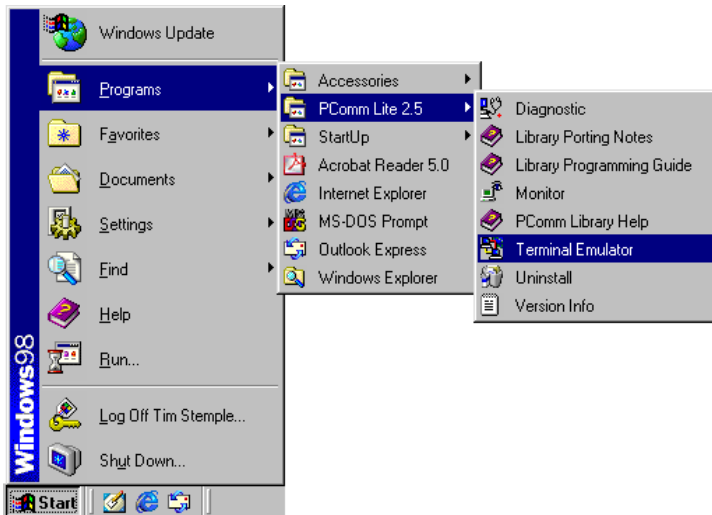 Windows Update
Programs
Favorites
Documents
Settings
Find
Help
Run...
Log Off Tim Stemple...
Shut Down...
Windows98
Start
Accessories
PComm Lite 2.5
StartUp
Acrobat Reader 5.0
Internet Explorer
MS-DOS Prompt
Outlook Express
Windows Explorer
Diagnostic
Library Porting Notes
Library Programming Guide
Monitor
PComm Library Help
Terminal Emulator
Uninstall
Version Info